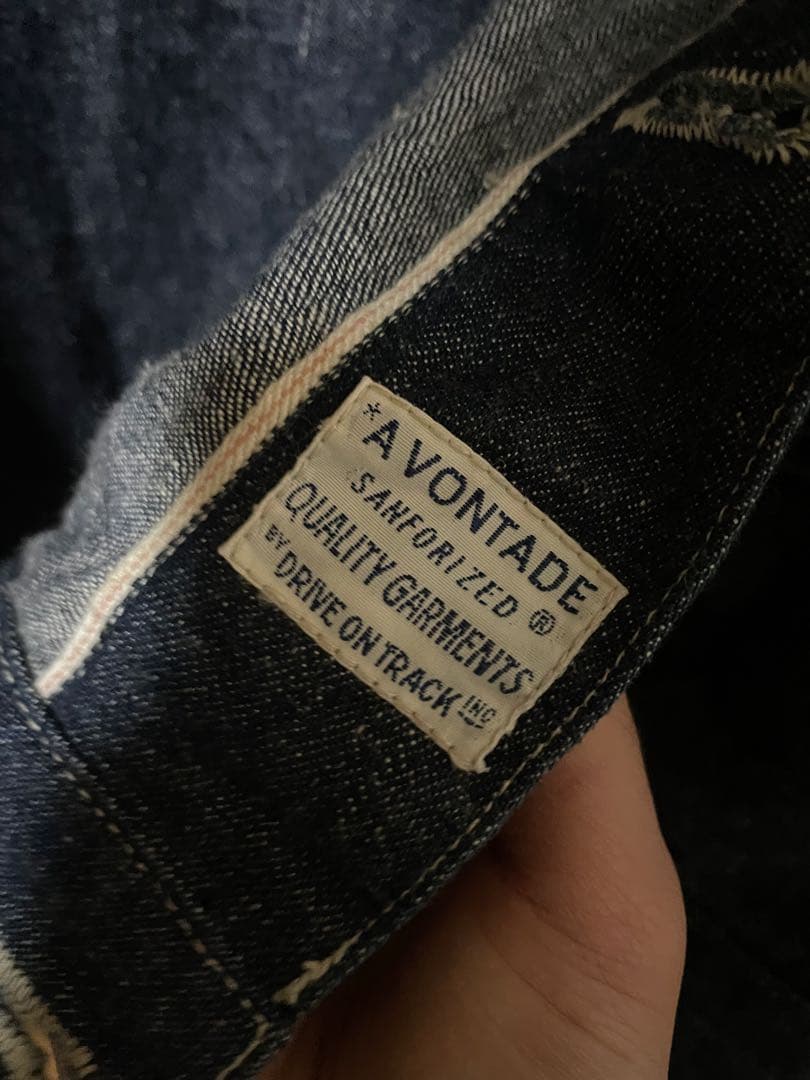 *A VONTADE
SANFORIZED ®
QUALITY GARMENTS
BY DRIVE ON TRACK INC